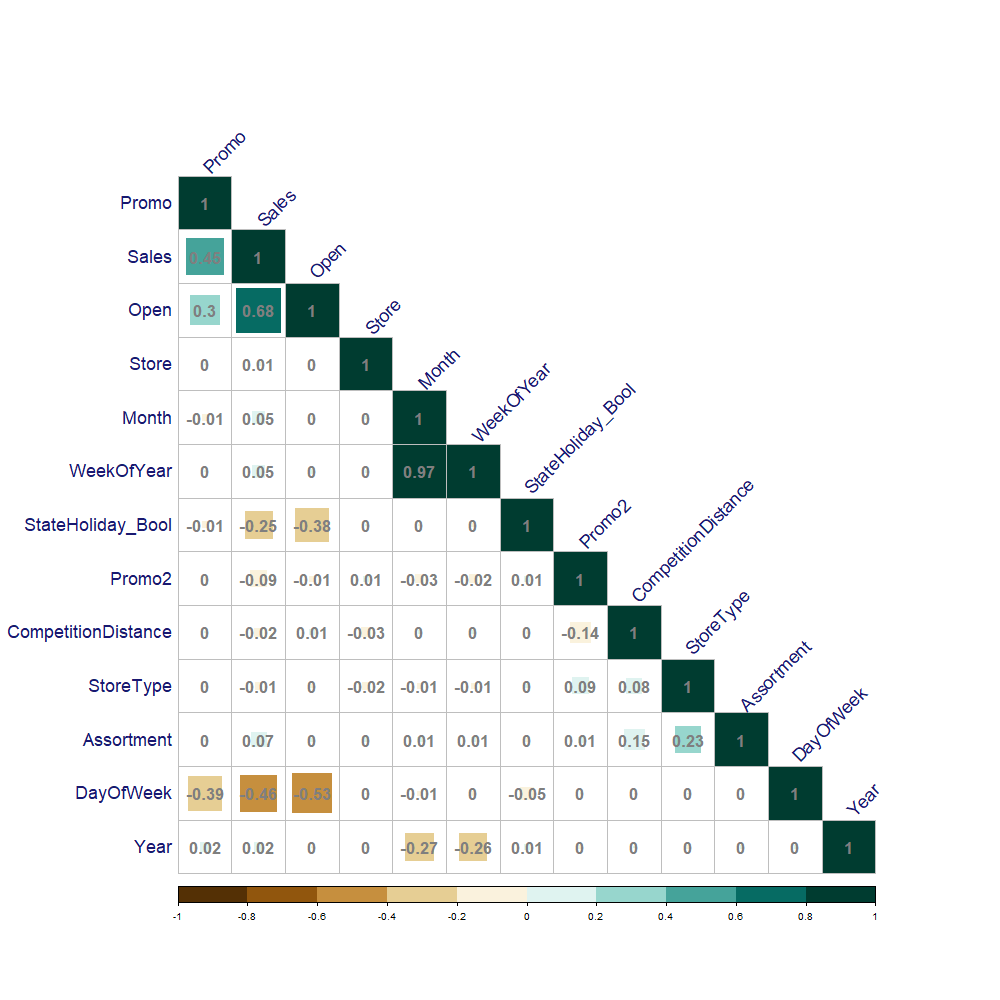 Promo
Sales
Open
Store
Month
WeekOfYear
StateHoliday_Bool
Promo2
CompetitionDistance
StoreType
Assortment
DayOfWeek
Year
Promo 1
Sales 0.45 1
Open 0.3 0.68 1
Store 0 0.01 0 1
Month -0.01 0.05 0 0 1
WeekOfYear 0 0.05 0 0 0.97 1
StateHoliday_Bool -0.01 -0.25 -0.38 0 0 0 1
Promo2 0 -0.09 -0.01 0.01 -0.03 -0.02 0.01 1
CompetitionDistance 0 -0.02 0.01 -0.03 0 0 0 -0.14 1
StoreType 0 -0.01 0 -0.02 -0.01 -0.01 0 0.09 0.08 1
Assortment 0 0.07 0 0 0.01 0.01 0 0.01 0.15 0.23 1
DayOfWeek -0.39 -0.46 -0.53 0 -0.01 0 -0.05 0 0 0 0 1
Year 0.02 0.02 0 0 -0.27 -0.26 0.01 0 0 0 0 0 1
-1 -0.8 -0.6 -0.4 -0.2 0 0.2 0.4 0.6 0.8 1